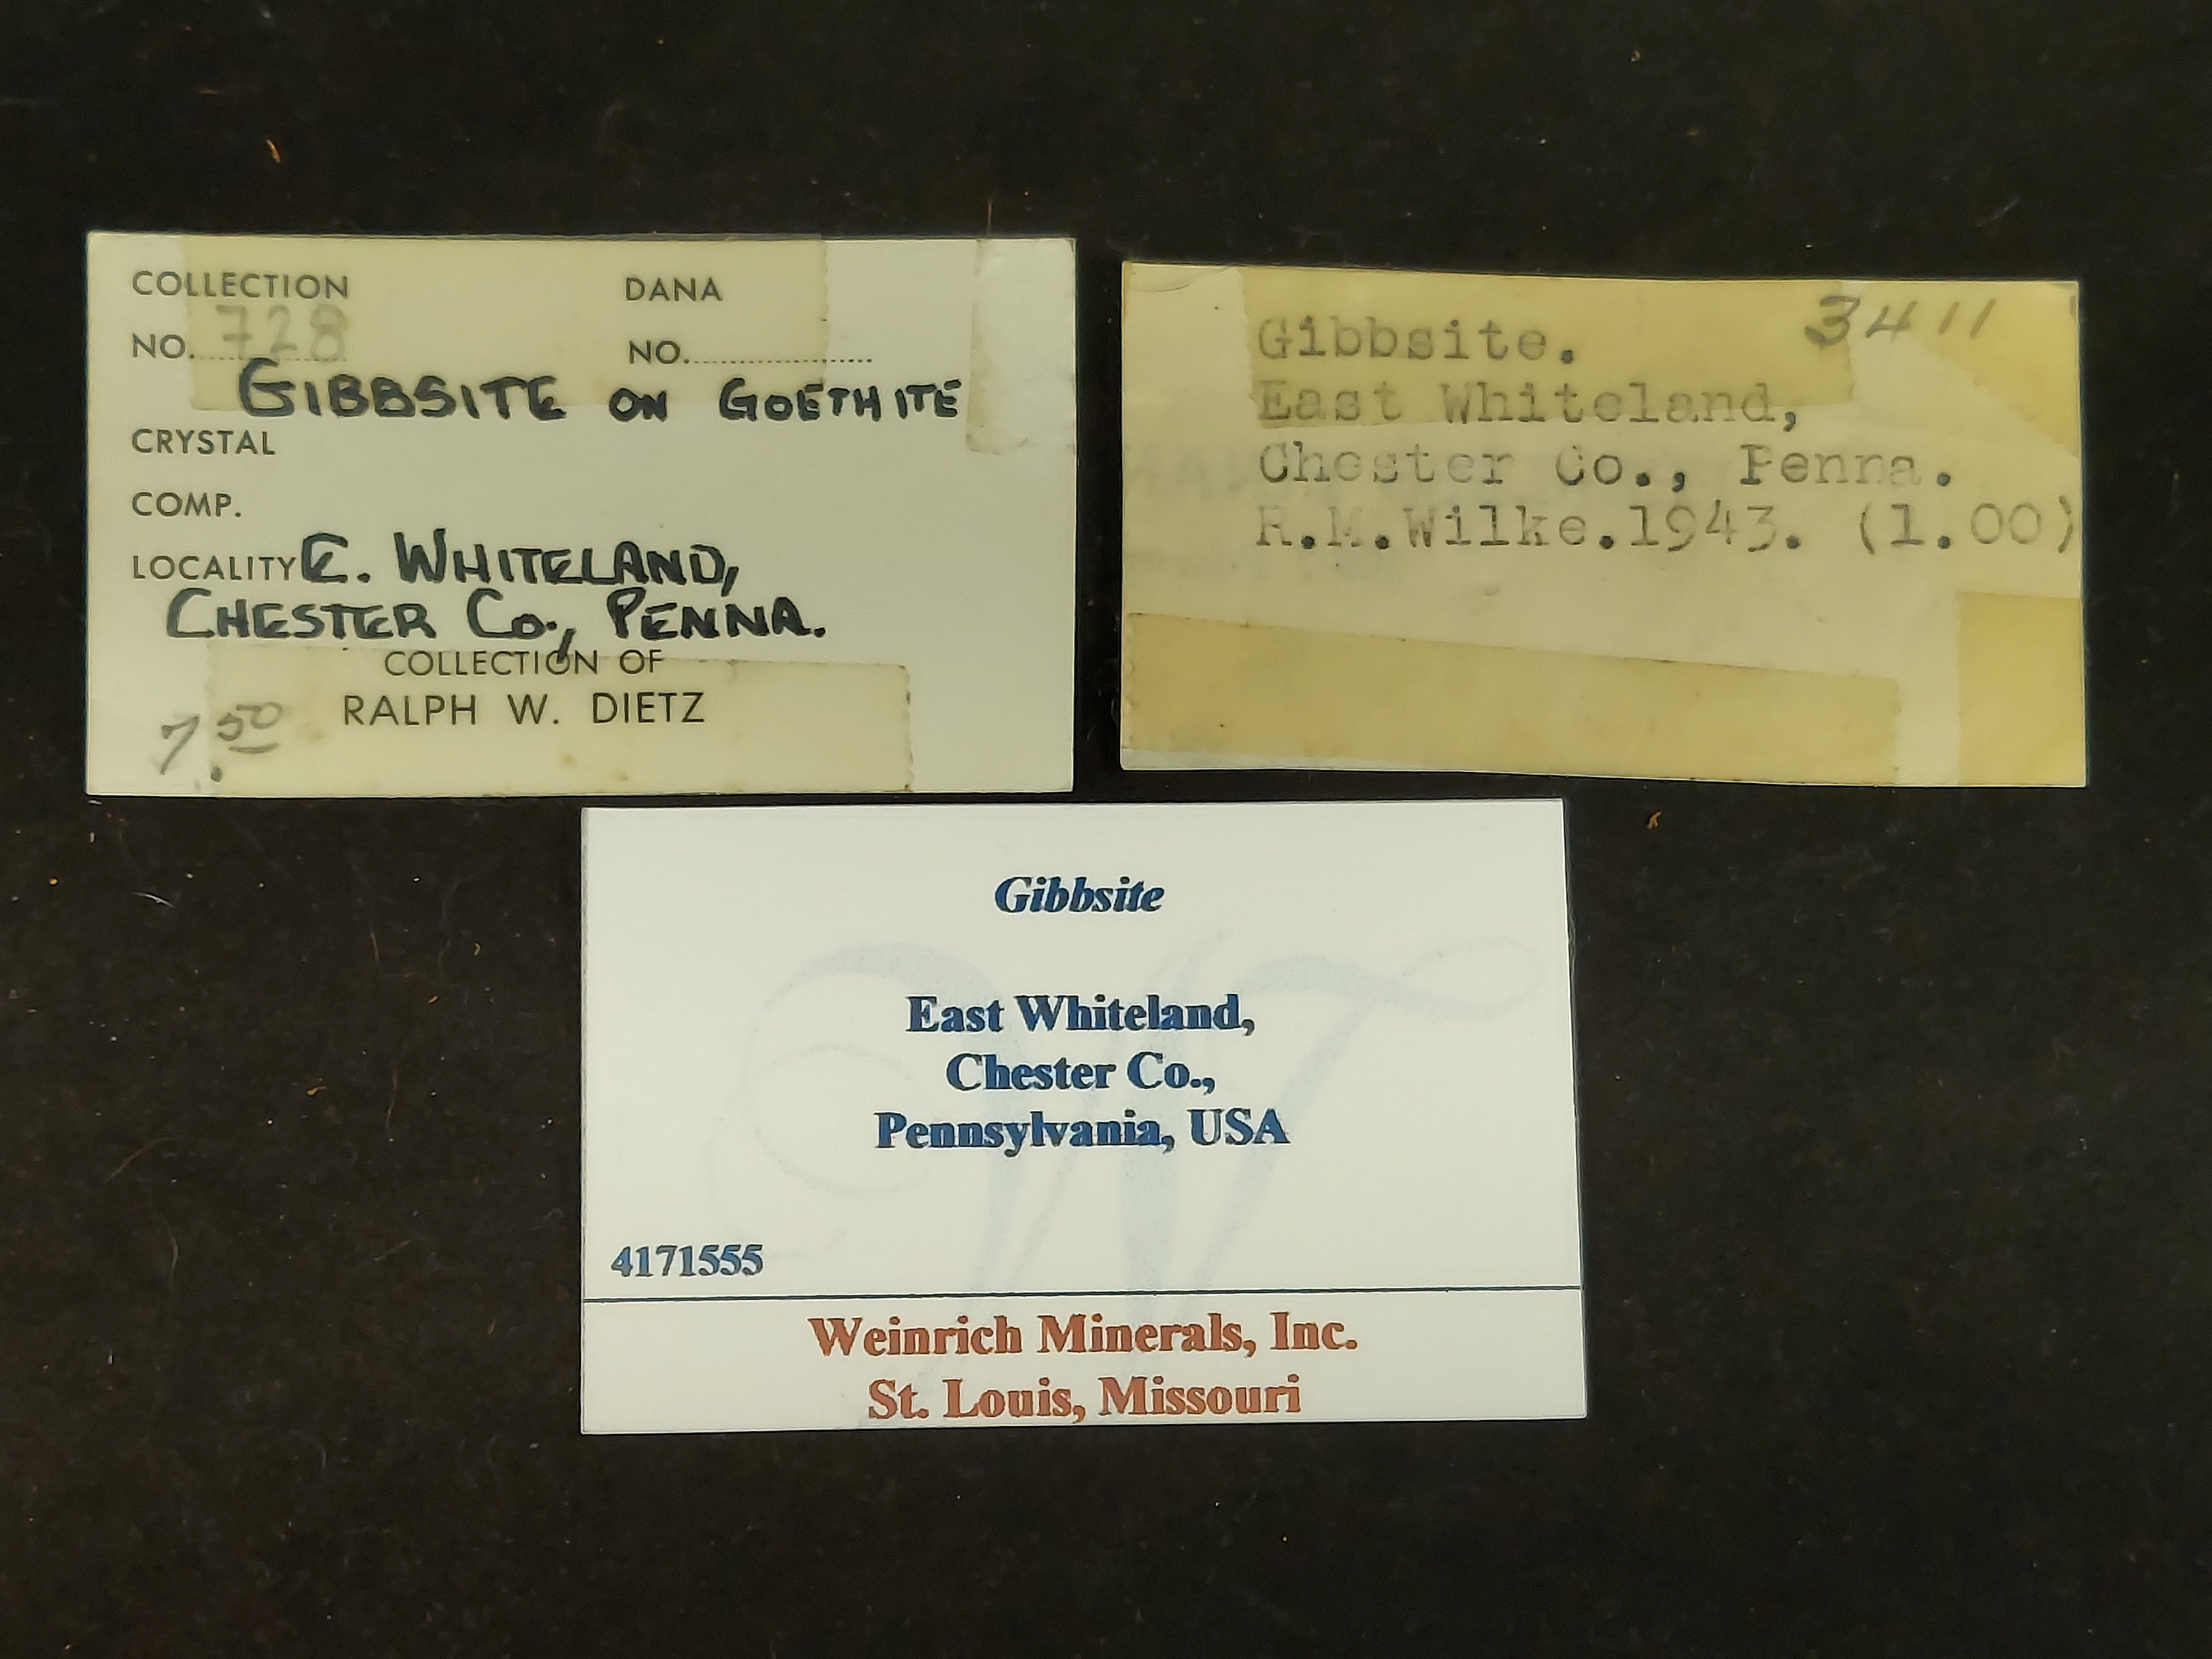 COLLECTION DANA
NO. 728 NO.
GIBBSITE ON GOETHITE
CRYSTAL
COMP.
LOCALITY E. WHITELAND,
CHESTER CO., PENNA.
COLLECTION OF
RALPH W. DIETZ
7.50
3411
Gibbsite.
East Whiteland,
Chester Co., Penna.
R.M.Wilke.1943. (1.00)
Gibbsite
East Whiteland,
Chester Co.,
Pennsylvania, USA
4171555
Weinrich Minerals, Inc.
St. Louis, Missouri